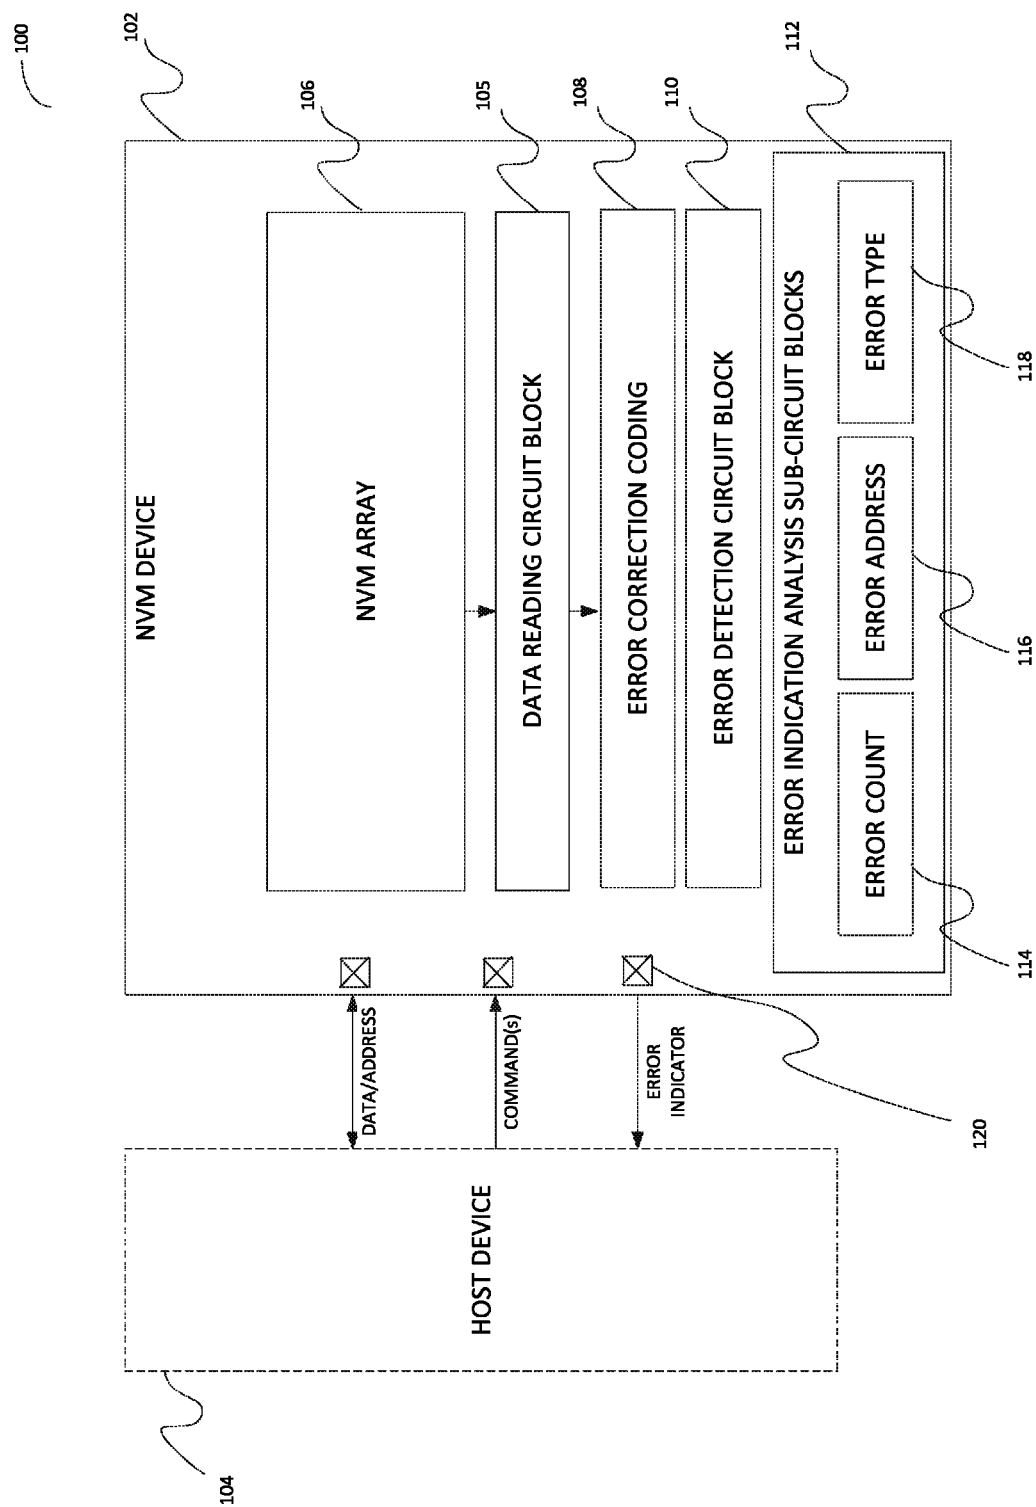 100
102
NVM DEVICE
106
NVM ARRAY
105
DATA READING CIRCUIT BLOCK
108
ERROR CORRECTION CODING
110
ERROR DETECTION CIRCUIT BLOCK
112
ERROR INDICATION ANALYSIS SUB-CIRCUIT BLOCKS
ERROR COUNT
ERROR ADDRESS
ERROR TYPE
114
116
118
120
DATA/ADDRESS
COMMAND(s)
ERROR
INDICATOR
HOST DEVICE
104